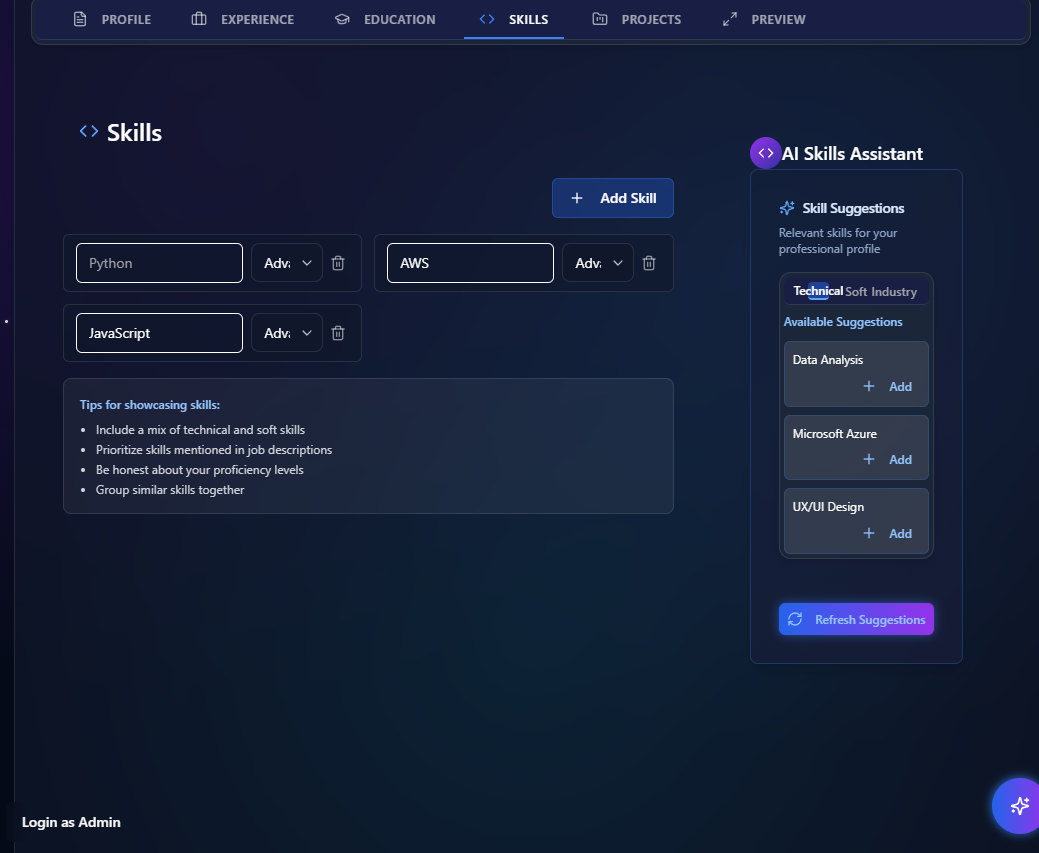 PROFILE
EXPERIENCE
EDUCATION
SKILLS
PROJECTS
PREVIEW
Skills
Add Skill
Python
Adv
AWS
Adv
JavaScript
Adv
Tips for showcasing skills:
Include a mix of technical and soft skills
Prioritize skills mentioned in job descriptions
Be honest about your proficiency levels
Group similar skills together
AI Skills Assistant
Skill Suggestions
Relevant skills for your
professional profile
Technical Soft Industry
Available Suggestions
Data Analysis
Add
Microsoft Azure
Add
UX/UI Design
Add
Refresh Suggestions
Login as Admin